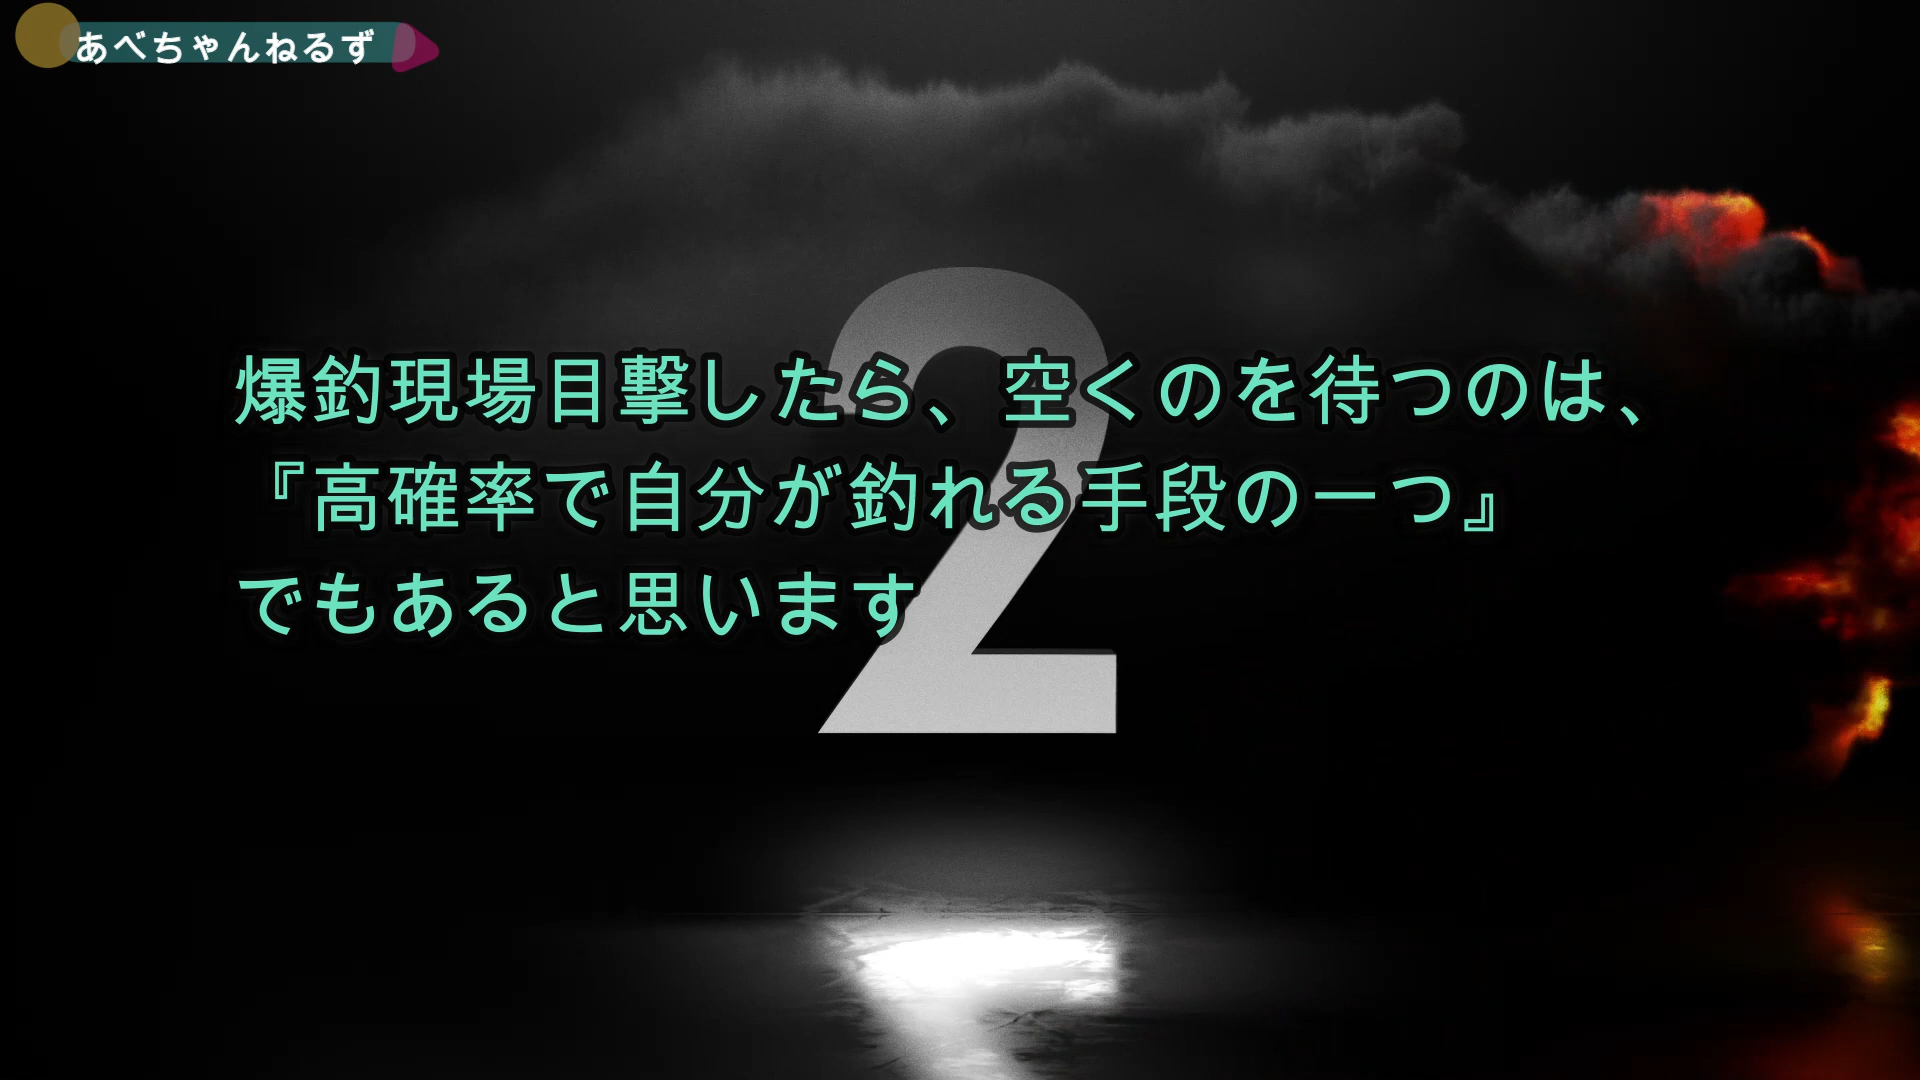 あべちゃんねるず
2
爆釣現場目撃したら、空くのを待つのは、
『高確率で自分が釣れる手段の一つ』
でもあると思います